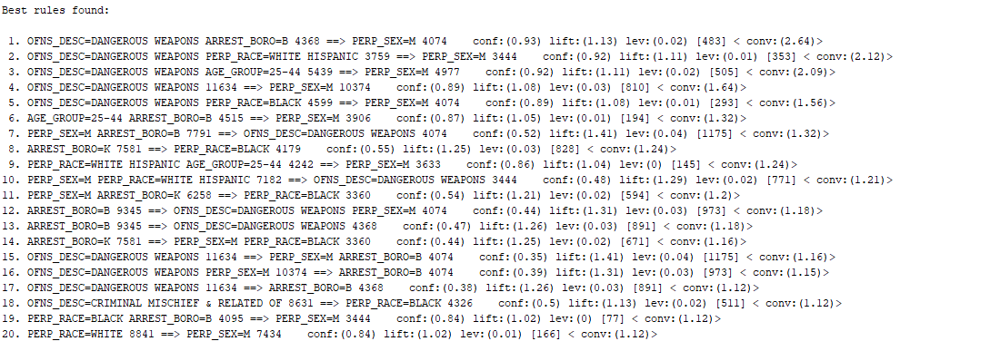 Best rules found:
1. OFNS_DESC=DANGEROUS WEAPONS ARREST_BORO=B 4368 ==> PERP_SEX=M 4074 conf:(0.93) lift:(1.13) lev:(0.02) [483] < conv:(2.64)>
2. OFNS_DESC=DANGEROUS WEAPONS PERP_RACE=WHITE HISPANIC 3759 ==> PERP_SEX=M 3444 conf:(0.92) lift:(1.11) lev:(0.01) [353] < conv:(2.12)>
3. OFNS_DESC=DANGEROUS WEAPONS AGE_GROUP=25-44 5439 ==> PERP_SEX=M 4977 conf:(0.92) lift:(1.11) lev:(0.02) [505] < conv:(2.09)>
4. OFNS_DESC=DANGEROUS WEAPONS 11634 ==> PERP_SEX=M 10374 conf:(0.89) lift:(1.08) lev:(0.03) [810] < conv:(1.64)>
5. OFNS_DESC=DANGEROUS WEAPONS PERP_RACE=BLACK 4599 ==> PERP_SEX=M 4074 conf:(0.89) lift:(1.08) lev:(0.01) [293] < conv:(1.56)>
6. AGE_GROUP=25-44 ARREST_BORO=B 4515 ==> PERP_SEX=M 3906 conf:(0.87) lift:(1.05) lev:(0.01) [194] < conv:(1.32)>
7. PERP_SEX=M ARREST_BORO=B 7791 ==> OFNS_DESC=DANGEROUS WEAPONS 4074 conf:(0.52) lift:(1.41) lev:(0.04) [1175] < conv:(1.32)>
8. ARREST_BORO=K 7581 ==> PERP_RACE=BLACK 4179 conf:(0.55) lift:(1.25) lev:(0.03) [828] < conv:(1.24)>
9. PERP_RACE=WHITE HISPANIC AGE_GROUP=25-44 4242 ==> PERP_SEX=M 3633 conf:(0.86) lift:(1.04) lev:(0) [145] < conv:(1.24)>
10. PERP_SEX=M PERP_RACE=WHITE HISPANIC 7182 ==> OFNS_DESC=DANGEROUS WEAPONS 3444 conf:(0.48) lift:(1.29) lev:(0.02) [771] < conv:(1.21)>
11. PERP_SEX=M ARREST_BORO=K 6258 ==> PERP_RACE=BLACK 3360 conf:(0.54) lift:(1.21) lev:(0.02) [594] < conv:(1.2)>
12. ARREST_BORO=B 9345 ==> OFNS_DESC=DANGEROUS WEAPONS PERP_SEX=M 4074 conf:(0.44) lift:(1.31) lev:(0.03) [973] < conv:(1.18)>
13. ARREST_BORO=B 9345 ==> OFNS_DESC=DANGEROUS WEAPONS 4368 conf:(0.47) lift:(1.26) lev:(0.03) [891] < conv:(1.18)>
14. ARREST_BORO=K 7581 ==> PERP_SEX=M PERP_RACE=BLACK 3360 conf:(0.44) lift:(1.25) lev:(0.02) [671] < conv:(1.16)>
15. OFNS_DESC=DANGEROUS WEAPONS 11634 ==> PERP_SEX=M ARREST_BORO=B 4074 conf:(0.35) lift:(1.41) lev:(0.04) [1175] < conv:(1.16)>
16. OFNS_DESC=DANGEROUS WEAPONS PERP_SEX=M 10374 ==> ARREST_BORO=B 4074 conf:(0.39) lift:(1.31) lev:(0.03) [973] < conv:(1.15)>
17. OFNS_DESC=DANGEROUS WEAPONS 11634 ==> ARREST_BORO=B 4368 conf:(0.38) lift:(1.26) lev:(0.03) [891] < conv:(1.12)>
18. OFNS_DESC=CRIMINAL MISCHIEF & RELATED OF 8631 ==> PERP_RACE=BLACK 4326 conf:(0.5) lift:(1.13) lev:(0.02) [511] < conv:(1.12)>
19. PERP_RACE=BLACK ARREST_BORO=B 4095 ==> PERP_SEX=M 3444 conf:(0.84) lift:(1.02) lev:(0) [77] < conv:(1.12)>
20. PERP_RACE=WHITE 8841 ==> PERP_SEX=M 7434 conf:(0.84) lift:(1.02) lev:(0.01) [166] < conv:(1.12)>